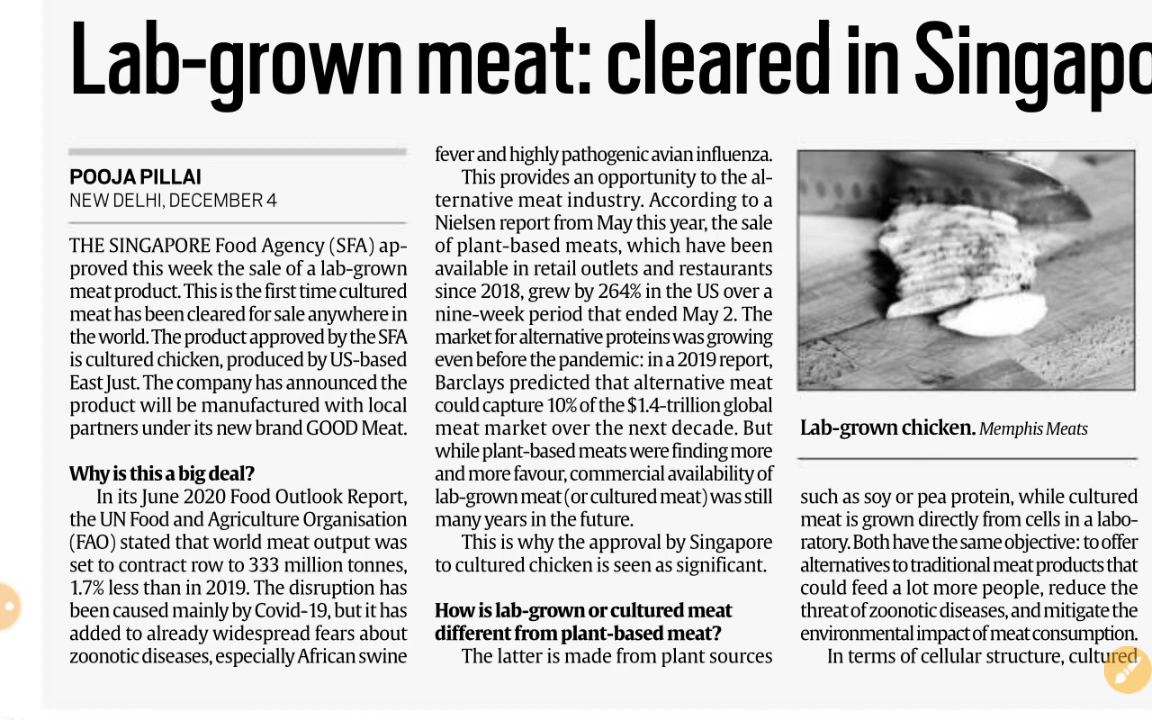 Lab-grown meat: cleared in Singapo
POOJA PILLAI
NEW DELHI, DECEMBER 4
THE SINGAPORE Food Agency (SFA) ap-
proved this week the sale of a lab-grown
meat product. This is the first time cultured
meat has been cleared for sale anywhere in
the world. The product approved by the SFA
is cultured chicken, produced by US-based
East Just. The company has announced the
product will be manufactured with local
partners under its new brand GOOD Meat.
Why is this a big deal?
In its June 2020 Food Outlook Report,
the UN Food and Agriculture Organisation
(FAO) stated that world meat output was
set to contract row to 333 million tonnes,
1.7% less than in 2019. The disruption has
been caused mainly by Covid-19, but it has
added to already widespread fears about
zoonotic diseases, especially African swine
fever and highly pathogenic avian influenza.
This provides an opportunity to the al-
ternative meat industry. According to a
Nielsen report from May this year, the sale
of plant-based meats, which have been
available in retail outlets and restaurants
since 2018, grew by 264% in the US over a
nine-week period that ended May 2. The
market for alternative proteins was growing
even before the pandemic: in a 2019 report,
Barclays predicted that alternative meat
could capture 10% of the $1.4-trillion global
meat market over the next decade. But
while plant-based meats were finding more
and more favour, commercial availability of
lab-grown meat (or cultured meat) was still
many years in the future.
This is why the approval by Singapore
to cultured chicken is seen as significant.
How is lab-grown or cultured meat
different from plant-based meat?
The latter is made from plant sources
Lab-grown chicken. Memphis Meats
such as soy or pea protein, while cultured
meat is grown directly from cells in a labo-
ratory. Both have the same objective: to offer
alternatives to traditional meat products that
could feed a lot more people, reduce the
threat of zoonotic diseases, and mitigate the
environmental impact of meat consumption.
In terms of cellular structure, cultured